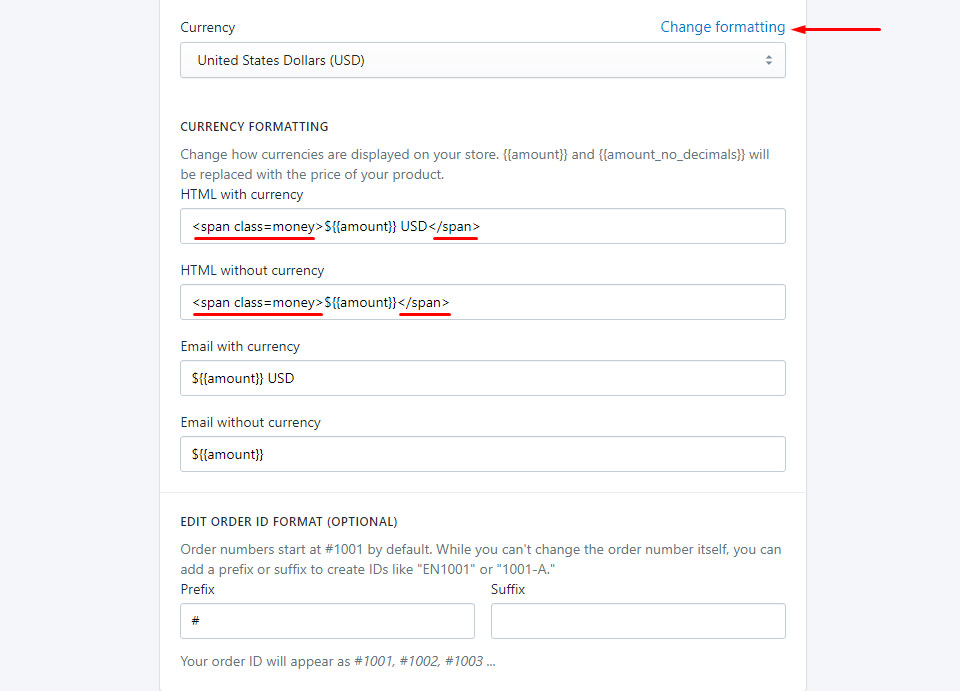 Currency
Change formatting
United States Dollars (USD)
CURRENCY FORMATTING
Change how currencies are displayed on your store. {{amount}} and {{amount_no_decimals}} will
be replaced with the price of your product.
HTML with currency
<span class=money>${{amount}} USD</span>
HTML without currency
<span class=money>${{amount}}</span>
Email with currency
${{amount}} USD
Email without currency
${{amount}}
EDIT ORDER ID FORMAT (OPTIONAL)
Order numbers start at #1001 by default. While you can't change the order number itself, you can
add a prefix or suffix to create IDs like "EN1001" or "1001-A."
Prefix
Suffix
#
Your order ID will appear as #1001, #1002, #1003 ...